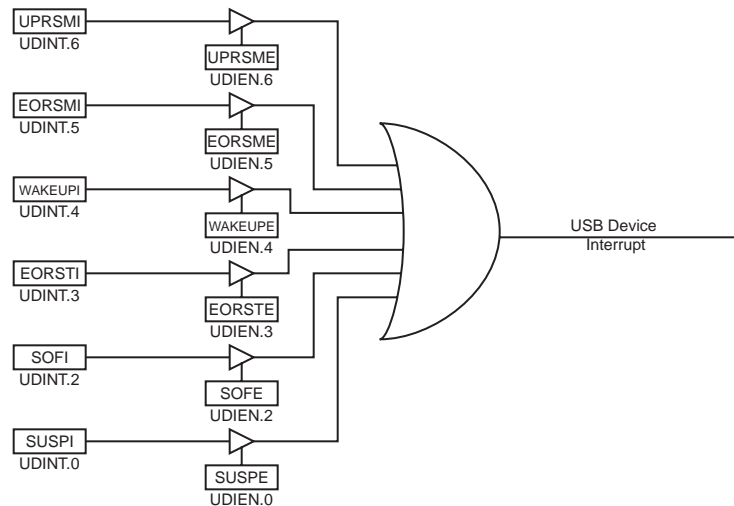 UPRSMI
UDINT.6
UPRSME
UDIEN.6
EORSMI
UDINT.5
EORSME
UDIEN.5
WAKEUPI
UDINT.4
WAKEUPE
UDIEN.4
EORSTI
UDINT.3
EORSTE
UDIEN.3
SOFI
UDINT.2
SOFE
UDIEN.2
SUSPI
UDINT.0
SUSPE
UDIEN.0
USB Device
Interrupt